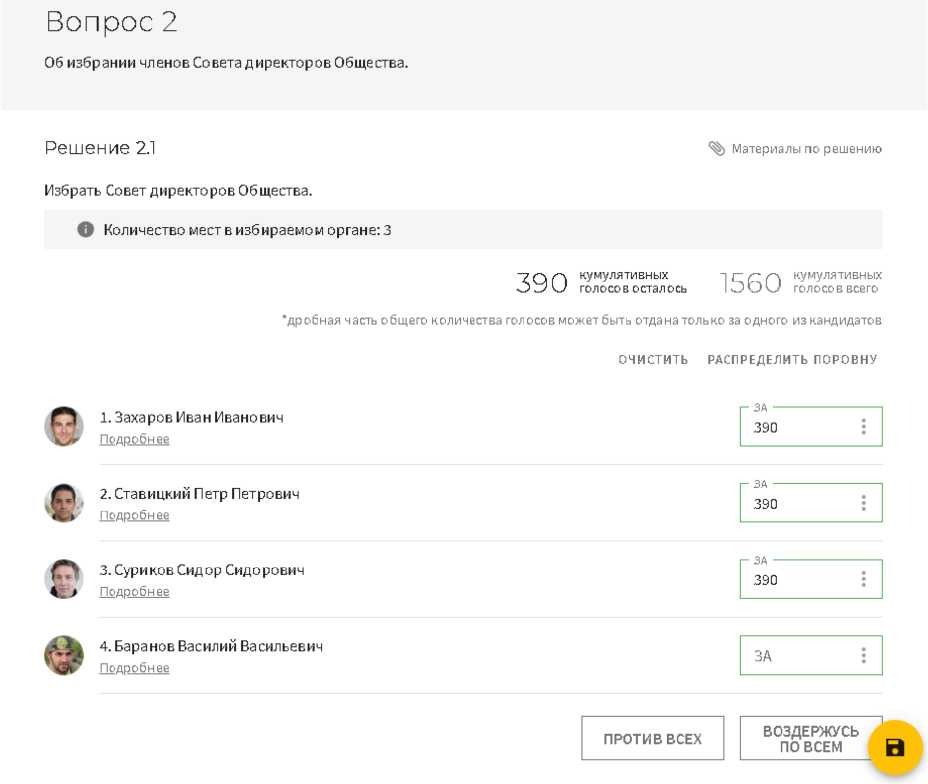 Вопрос 2
Об избрании членов Совета директоров Общества.
Решение 2.1
Материалы по решению
Избрать Совет директоров Общества.
Количество мест в избираемом органе: 3
390 кумулятивных голосов осталось
1560 кумулятивных голосов всего
*дробная часть общего количества голосов может быть отдана только за одного из кандидатов
ОЧИСТИТЬ
РАСПРЕДЕЛИТЬ ПОРОВНУ
1. Захаров Иван Иванович
Подробнее
ЗА
390
2. Ставицкий Петр Петрович
Подробнее
ЗА
390
3. Суриков Сидор Сидорович
Подробнее
ЗА
390
4. Баранов Василий Васильевич
Подробнее
ЗА
ПРОТИВ ВСЕХ
ВОЗДЕРЖУСЬ
ПО ВСЕМ